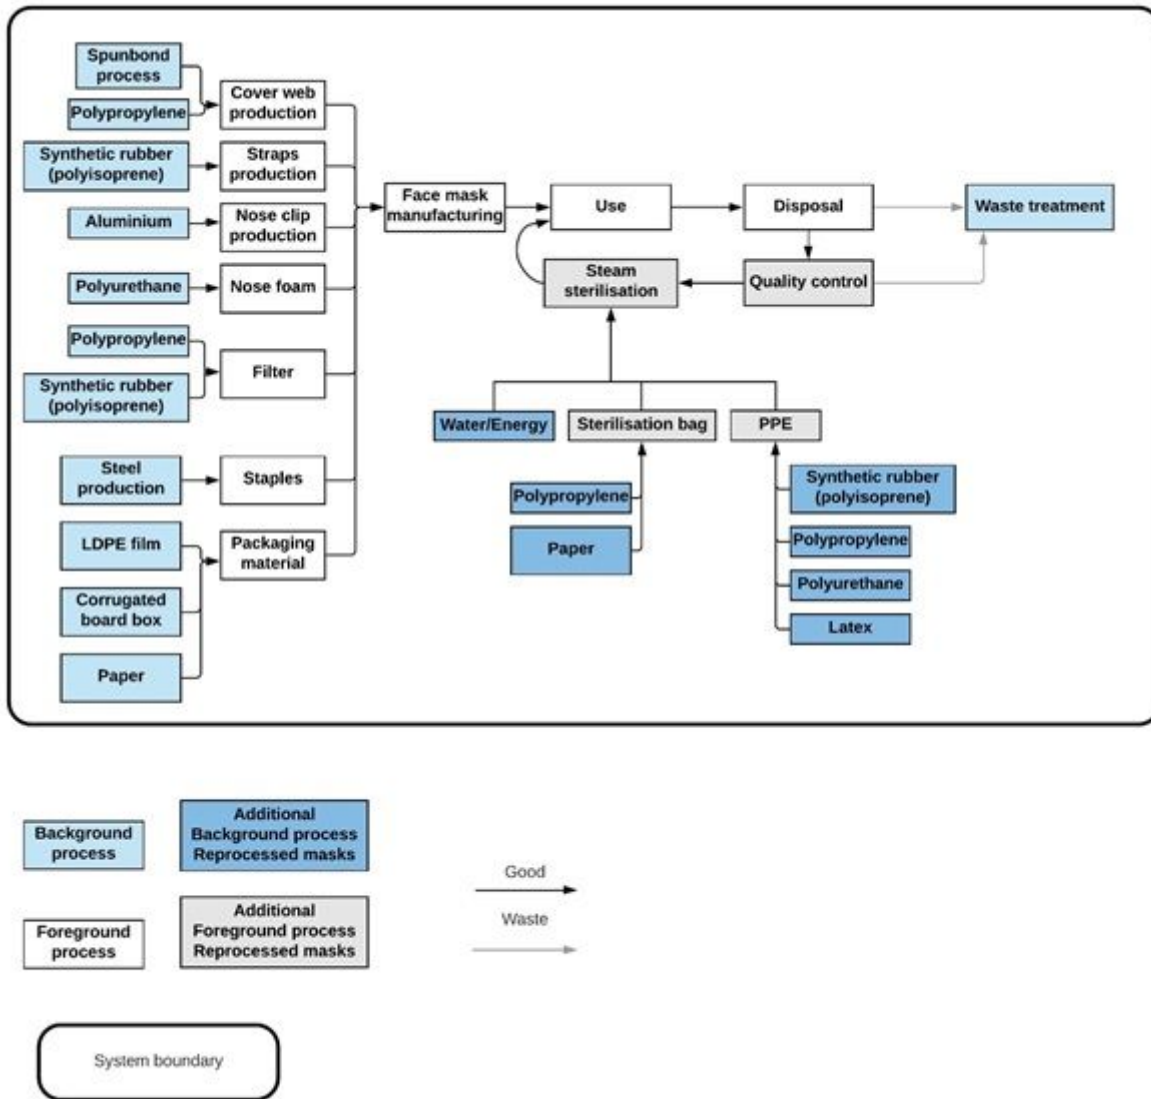 Spunbond
process
Polypropylene
Cover web
production
Synthetic rubber
(polyisoprene)
Straps
production
Aluminium
Nose clip
production
Polyurethane
Nose foam
Polypropylene
Synthetic rubber
(polyisoprene)
Filter
Steel
production
Staples
LDPE film
Packaging
material
Corrugated
board box
Paper
Face mask
manufacturing
Use
Disposal
Waste treatment
Steam
sterilisation
Quality control
Water/Energy
Sterilisation bag
PPE
Polypropylene
Paper
Synthetic rubber
(polyisoprene)
Polypropylene
Polyurethane
Latex
Background
process
Additional
Background process
Reprocessed masks
Good
Waste
Foreground
process
Additional
Foreground process
Reprocessed masks
System boundary